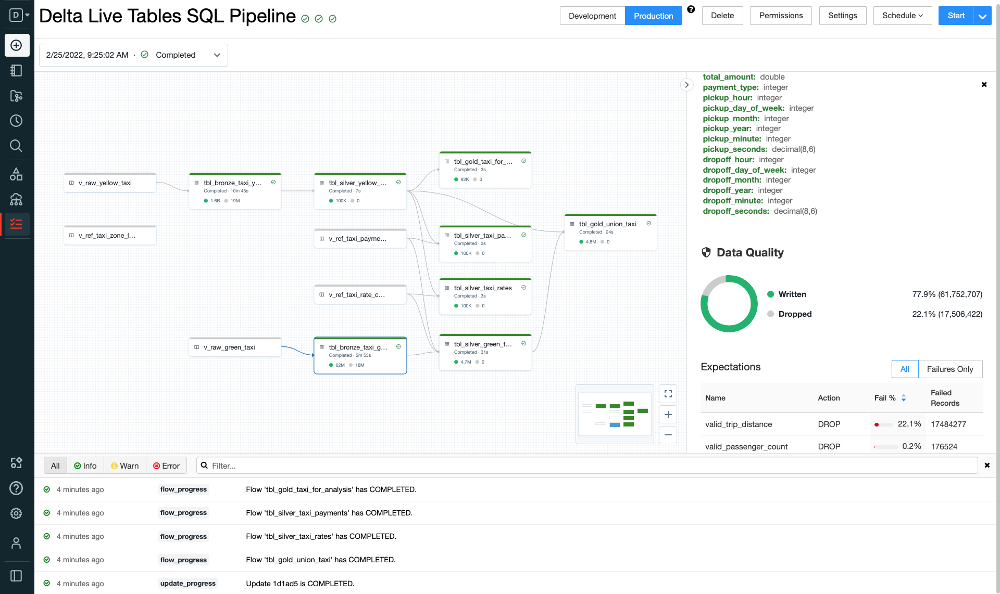 D
Delta Live Tables SQL Pipeline
Development Production ? Delete Permissions Settings Schedule Start
2/25/2022, 9:25:02 AM · Completed
total_amount: double
payment_type: integer
pickup_hour: integer
pickup_day_of_week: integer
pickup_month: integer
pickup_year: integer
pickup_minute: integer
pickup_seconds: decimal(8,6)
dropoff_hour: integer
dropoff_day_of_week: integer
dropoff_month: integer
dropoff_year: integer
dropoff_minute: integer
dropoff_seconds: decimal(8,6)
v_raw_yellow_taxi
v_ref_taxi_zone_l...
tbl_bronze_taxi_y...
Completed · 10m 45s
1.6B 19M
tbl_silver_yellow_...
Completed · 7s
100K 0
v_ref_taxi_payme...
v_ref_taxi_rate_c...
v_raw_green_taxi
tbl_bronze_taxi_g...
Completed · 5m 53s
62M 18M
tbl_gold_taxi_for_...
Completed · 3s
92K 0
tbl_silver_taxi_pa...
Completed · 3s
100K 0
tbl_silver_taxi_rates
Completed · 3s
100K 0
tbl_silver_green_t...
Completed · 31s
4.7M 0
tbl_gold_union_taxi
Completed · 24s
4.8M 0
Data Quality
Written 77.9% (61,752,707)
Dropped 22.1% (17,506,422)
Expectations All Failures Only
Name Action Fail % Failed Records
valid_trip_distance DROP 22.1% 17484277
valid_passenger_count DROP 0.2% 176524
All Info Warn Error Filter...
4 minutes ago flow_progress Flow 'tbl_gold_taxi_for_analysis' has COMPLETED.
4 minutes ago flow_progress Flow 'tbl_silver_taxi_payments' has COMPLETED.
4 minutes ago flow_progress Flow 'tbl_silver_taxi_rates' has COMPLETED.
4 minutes ago flow_progress Flow 'tbl_gold_union_taxi' has COMPLETED.
4 minutes ago update_progress Update 1d1ad5 is COMPLETED.